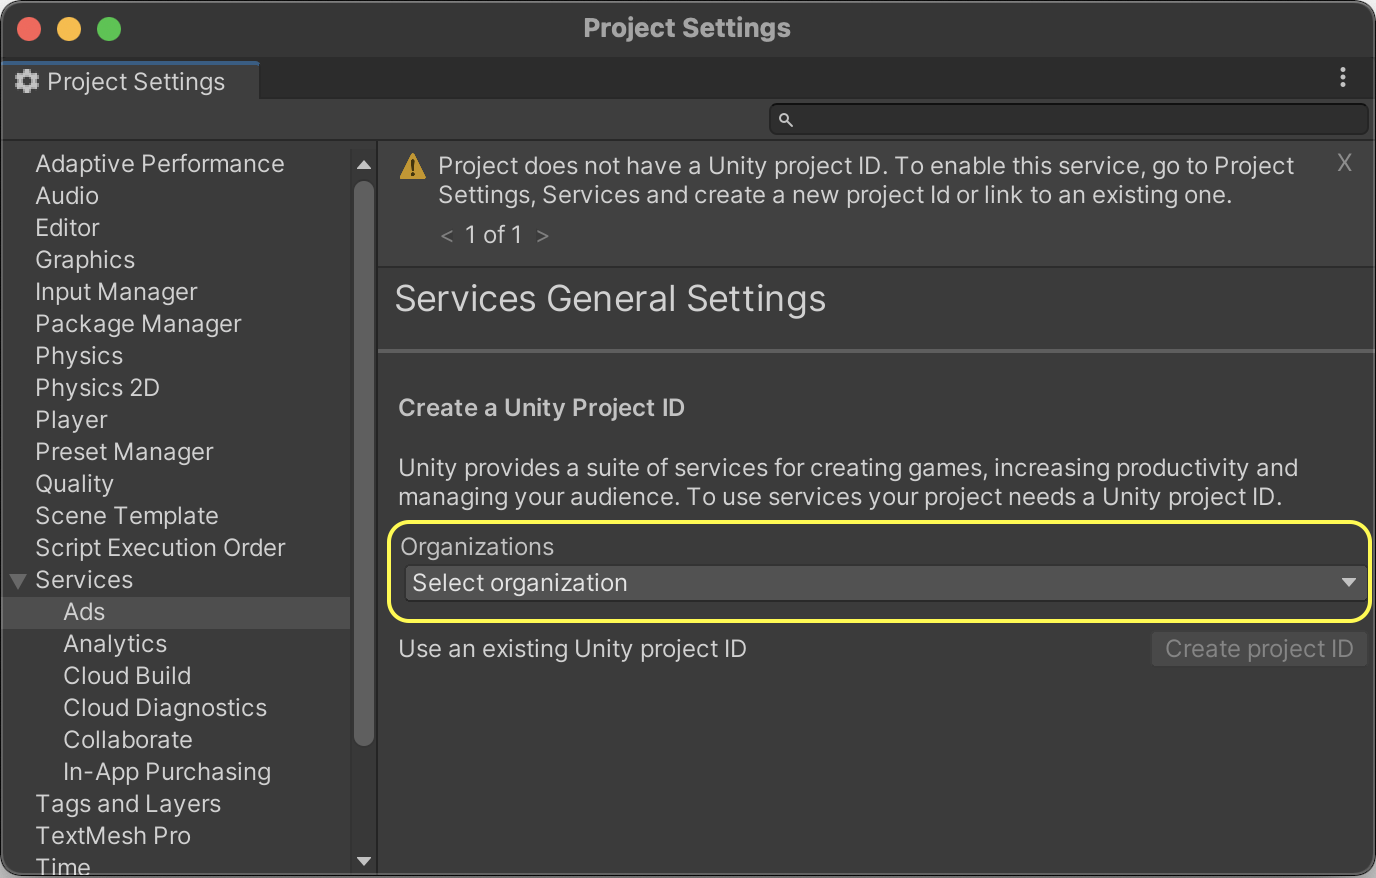 Project Settings
Project Settings
Adaptive Performance
Audio
Editor
Graphics
Input Manager
Package Manager
Physics
Physics 2D
Player
Preset Manager
Quality
Scene Template
Script Execution Order
Services
Ads
Analytics
Cloud Build
Cloud Diagnostics
Collaborate
In-App Purchasing
Tags and Layers
TextMesh Pro
Time
Project does not have a Unity project ID. To enable this service, go to Project
Settings, Services and create a new project Id or link to an existing one.
X
< 1 of 1 >
Services General Settings
Create a Unity Project ID
Unity provides a suite of services for creating games, increasing productivity and
managing your audience. To use services your project needs a Unity project ID.
Organizations
Select organization
Use an existing Unity project ID
Create project ID